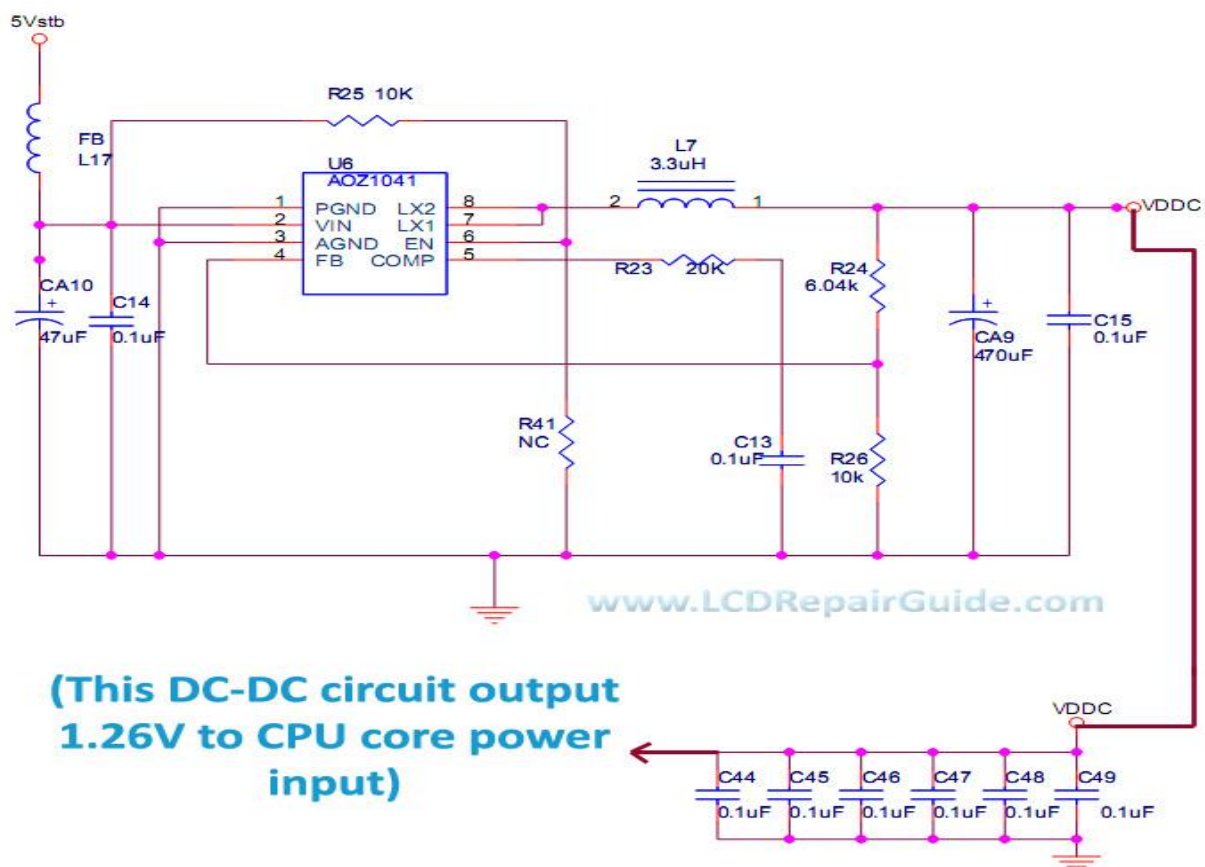 5Vstb
R25 10K
FB
L17
U6
AOZ1041
L7
3.3uH
1 PGND LX2 8
2 VIN LX1 7
3 AGND EN 6
4 FB COMP 5
2 1
VDDC
R23 20K
R24
6.04k
CA10
47uF
C14
0.1uF
CA9
470uF
C15
0.1uF
R41
NC
C13
0.1uF
R26
10k
www.LCDRepairGuide.com
(This DC-DC circuit output
1.26V to CPU core power
input)
VDDC
C44 C45 C46 C47 C48 C49
0.1uF 0.1uF 0.1uF 0.1uF 0.1uF 0.1uF